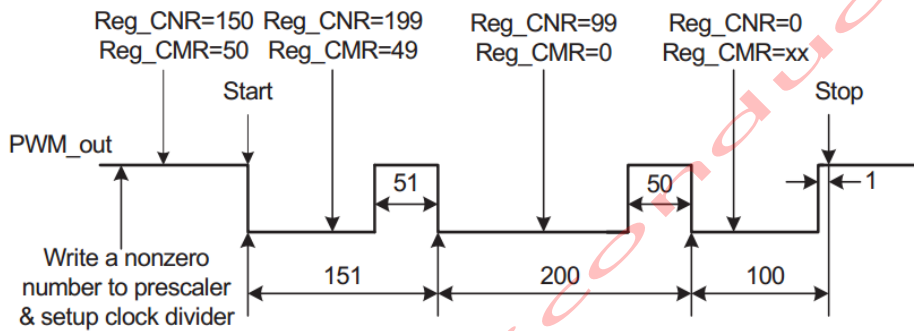 Reg_CNR=150 Reg_CNR=199 Reg_CNR=99 Reg_CNR=0
Reg_CMR=50 Reg_CMR=49 Reg_CMR=0 Reg_CMR=xx
Start Stop
PWM_out
51 50 1
Write a nonzero
number to prescaler
& setup clock divider
151 200 100
conduc